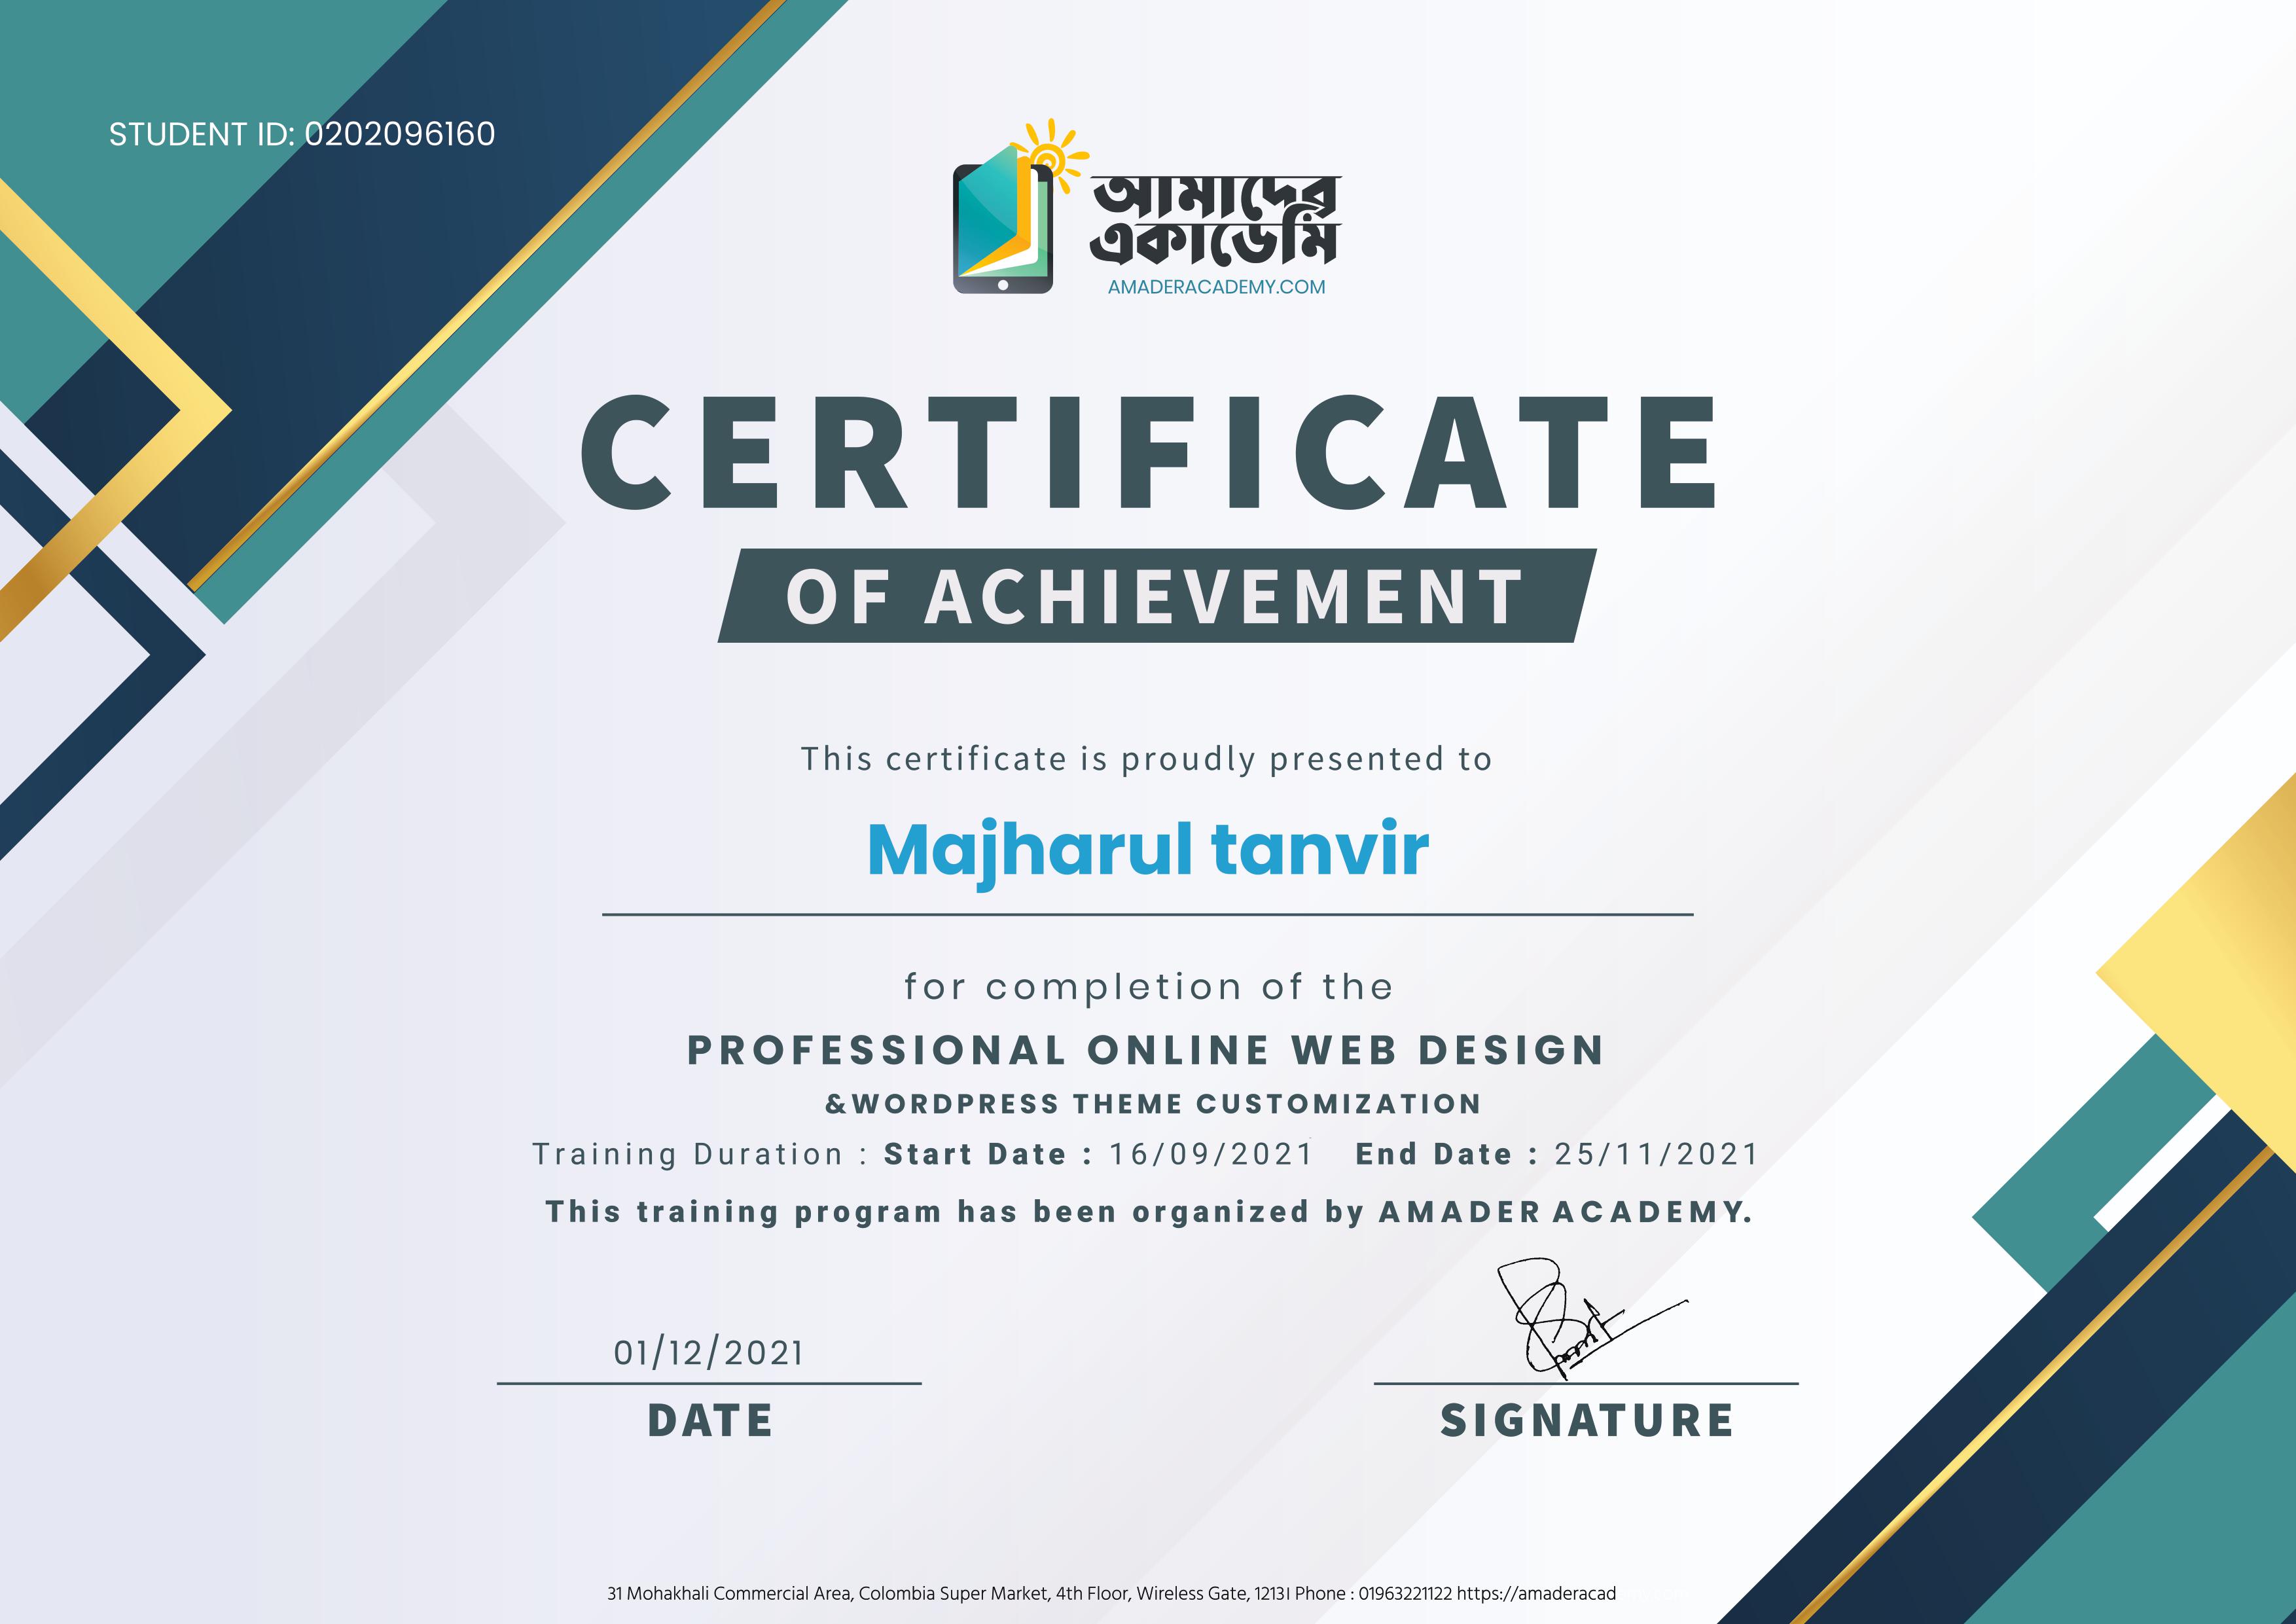 STUDENT ID: 0202096160
আমাদের
একাডেমি
AMADERACADEMY.COM
CERTIFICATE
OF ACHIEVEMENT
This certificate is proudly presented to
Majharul tanvir
for completion of the
PROFESSIONAL ONLINE WEB DESIGN
&WORDPRESS THEME CUSTOMIZATION
Training Duration : Start Date : 16/09/2021 End Date : 25/11/2021
This training program has been organized by AMADER ACADEMY.
01/12/2021
DATE
SIGNATURE
31 Mohakhali Commercial Area, Colombia Super Market, 4th Floor, Wireless Gate, 1213I Phone : 01963221122 https://amaderacad